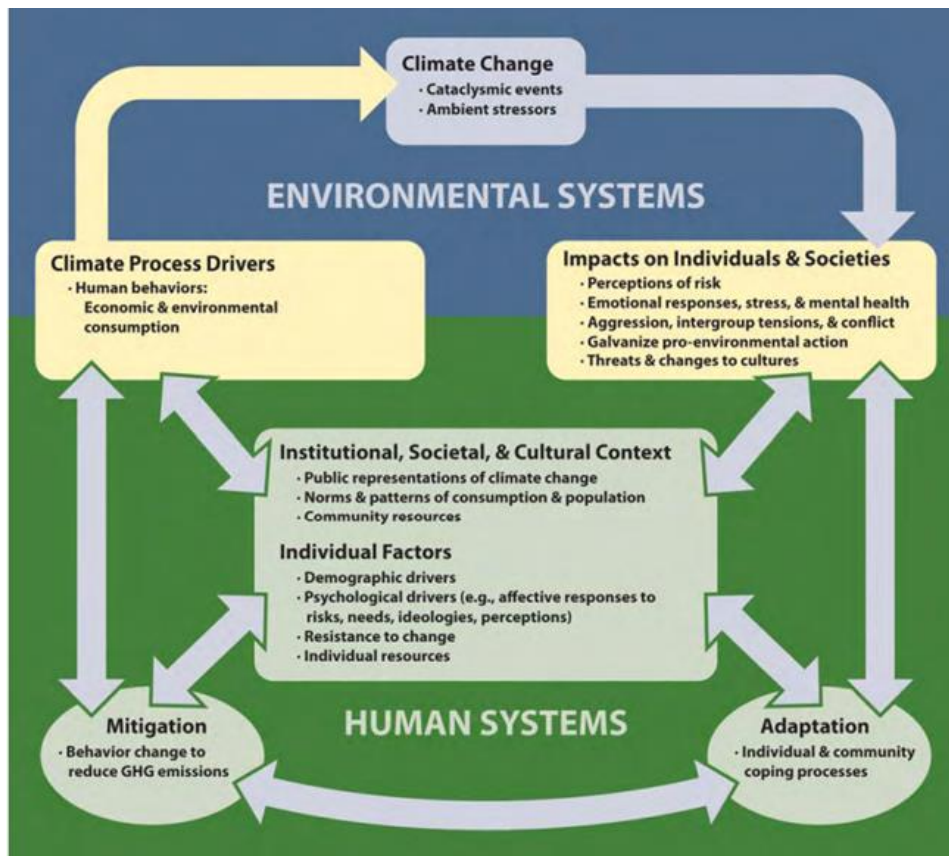 Climate Change
· Cataclysmic events
· Ambient stressors
ENVIRONMENTAL SYSTEMS
Climate Process Drivers
· Human behaviors:
Economic & environmental
consumption
Impacts on Individuals & Societies
· Perceptions of risk
· Emotional responses, stress, & mental health
· Aggression, intergroup tensions, & conflict
· Galvanize pro-environmental action
· Threats & changes to cultures
Institutional, Societal, & Cultural Context
· Public representations of climate change
· Norms & patterns of consumption & population
· Community resources
Individual Factors
· Demographic drivers
· Psychological drivers (e.g., affective responses to
risks, needs, ideologies, perceptions)
· Resistance to change
· Individual resources
HUMAN SYSTEMS
Mitigation
· Behavior change to
reduce GHG emissions
Adaptation
· Individual & community
coping processes